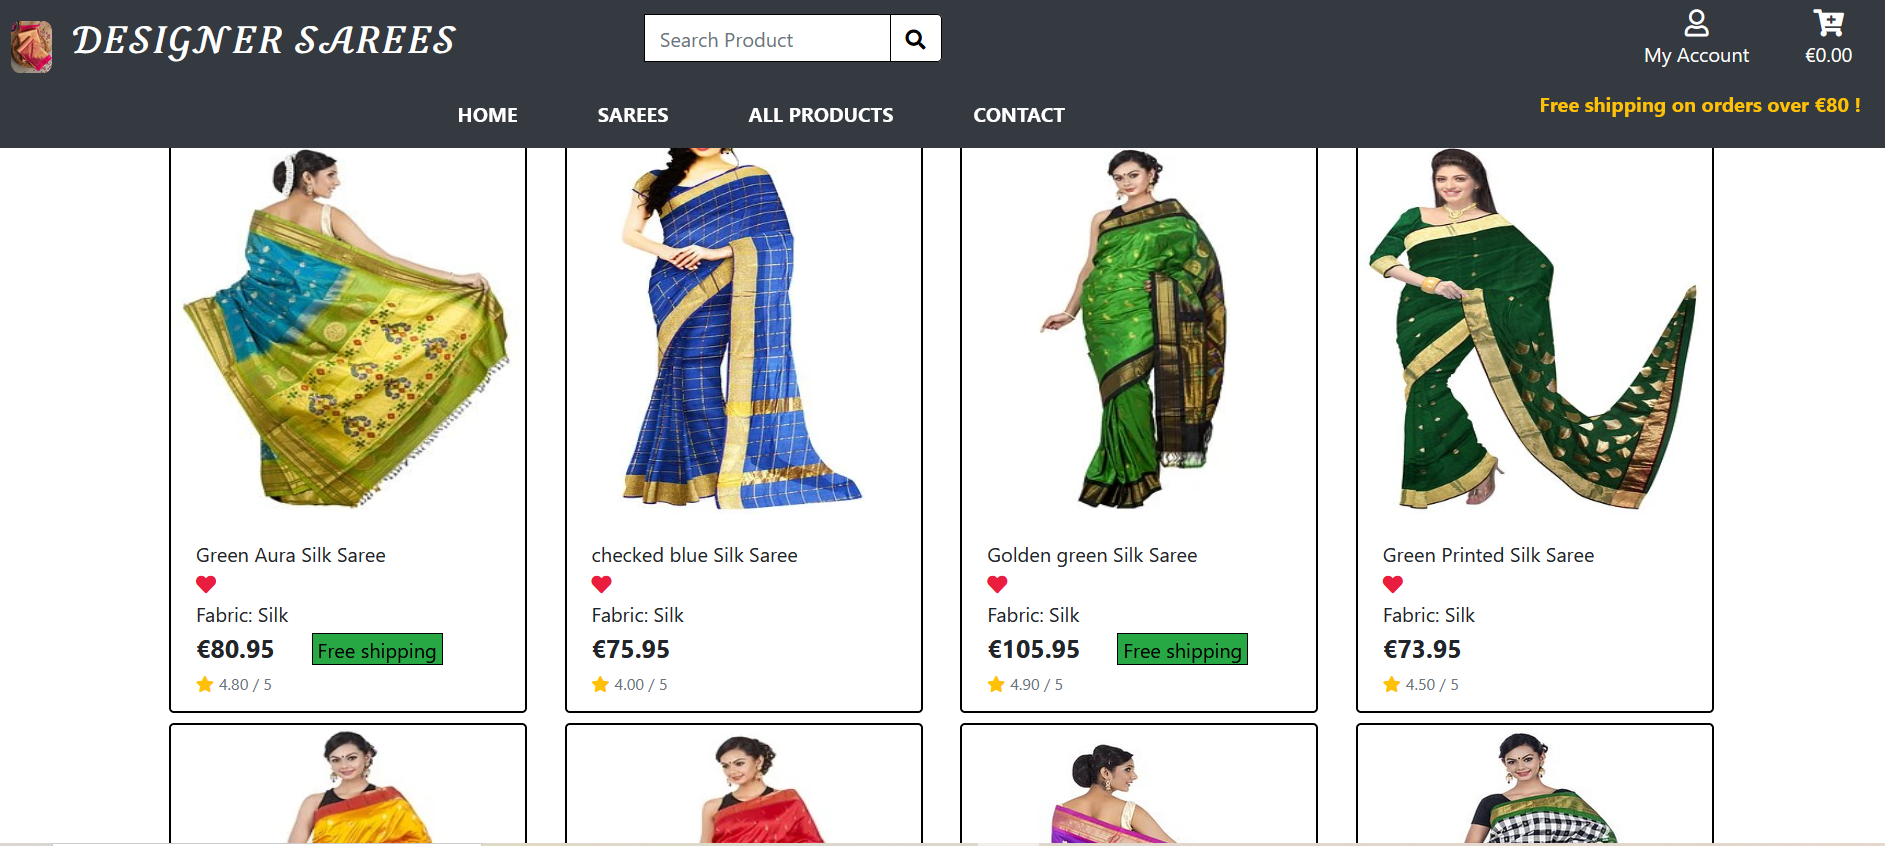 DESIGNER SAREES
Search Product
My Account
€0.00
HOME
SAREES
ALL PRODUCTS
CONTACT
Free shipping on orders over €80 !
Green Aura Silk Saree
Fabric: Silk
€80.95
Free shipping
4.80 / 5
checked blue Silk Saree
Fabric: Silk
€75.95
4.00 / 5
Golden green Silk Saree
Fabric: Silk
€105.95
Free shipping
4.90 / 5
Green Printed Silk Saree
Fabric: Silk
€73.95
4.50 / 5